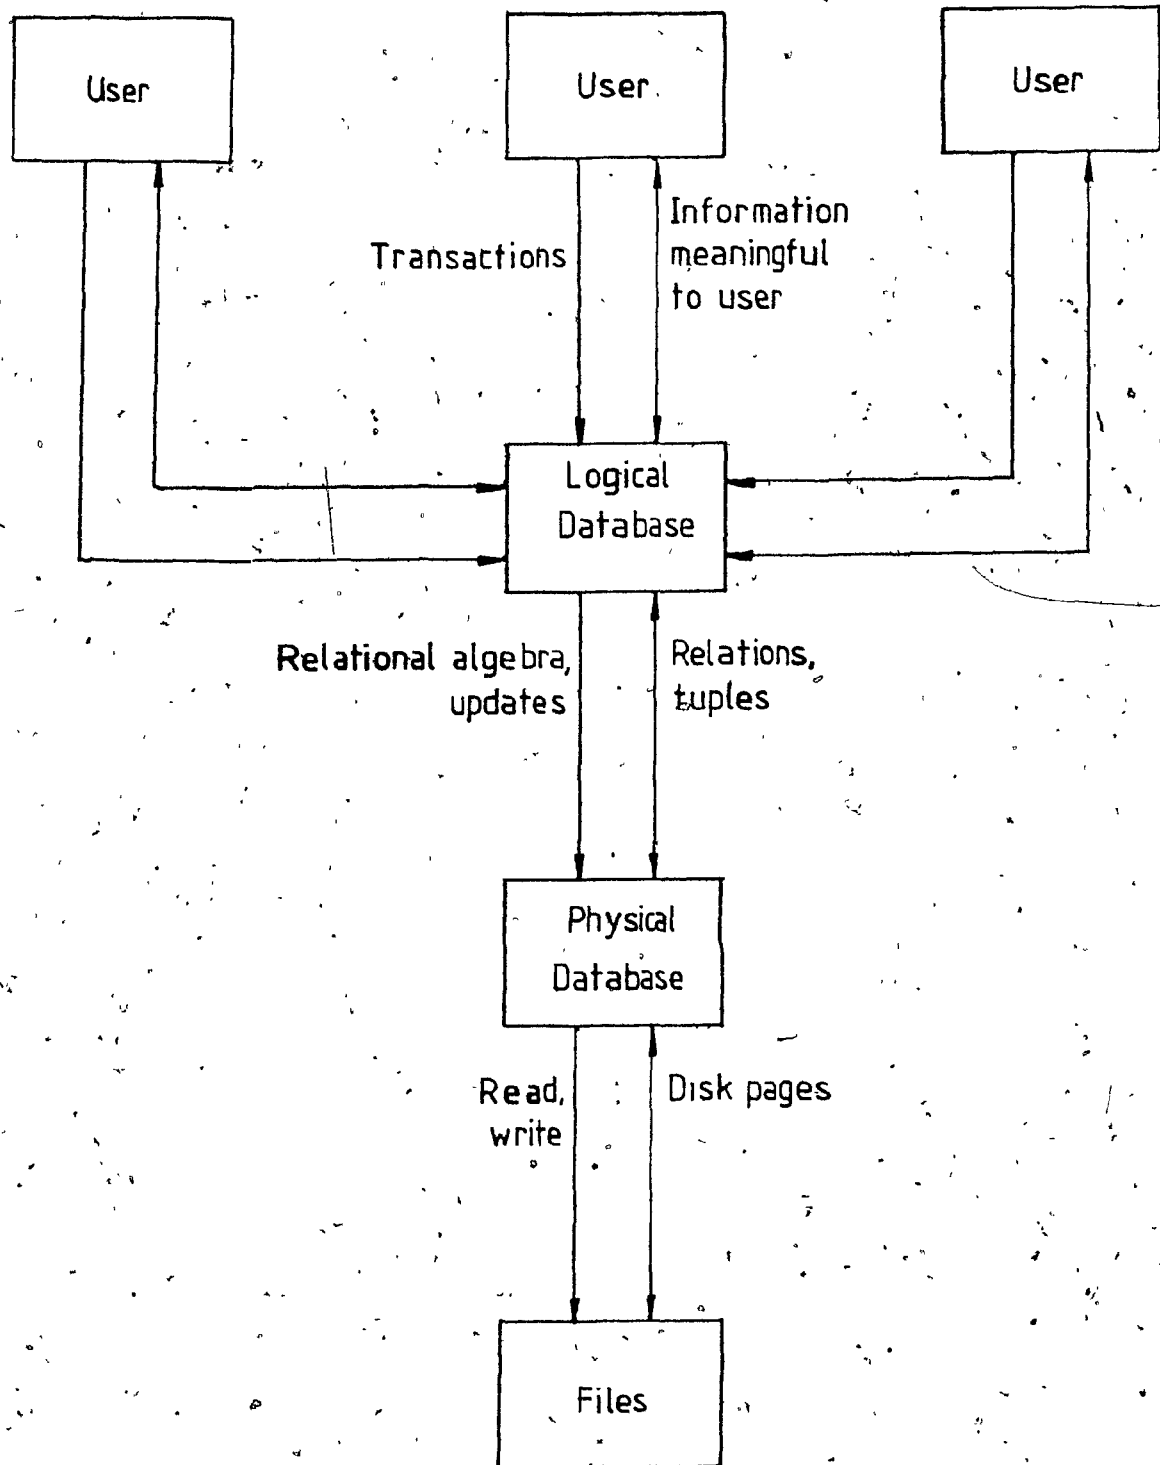 User
User
User
Transactions
Information
meaningful
to user
Logical
Database
Relational algebra,
updates
Relations,
tuples
Physical
Database
Read,
write
Disk pages
Files